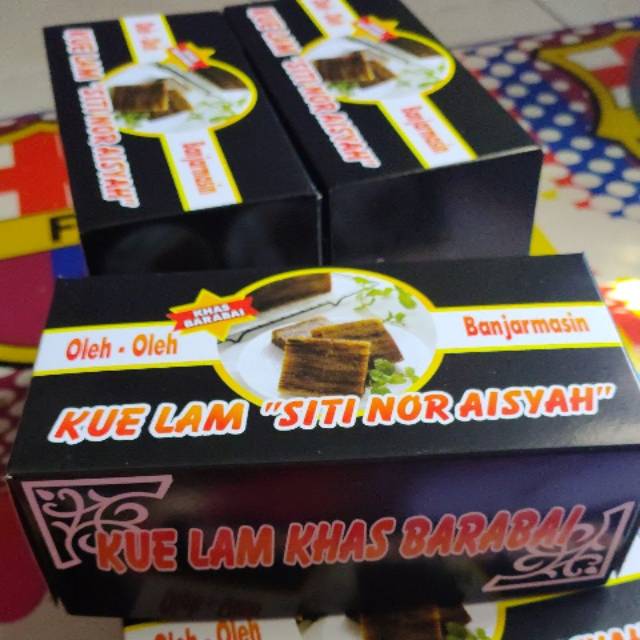 KUE LAM "SITI NOR AISYAH"
Banjarmasin
KUE LAM "SITI NOR AISYAH"
Banjarmasin
KHAS
BARABAI
Oleh - Oleh
Banjarmasin
KUE LAM "SITI NOR AISYAH"
KUE LAM KHAS BARABAI
Oleh - Oleh